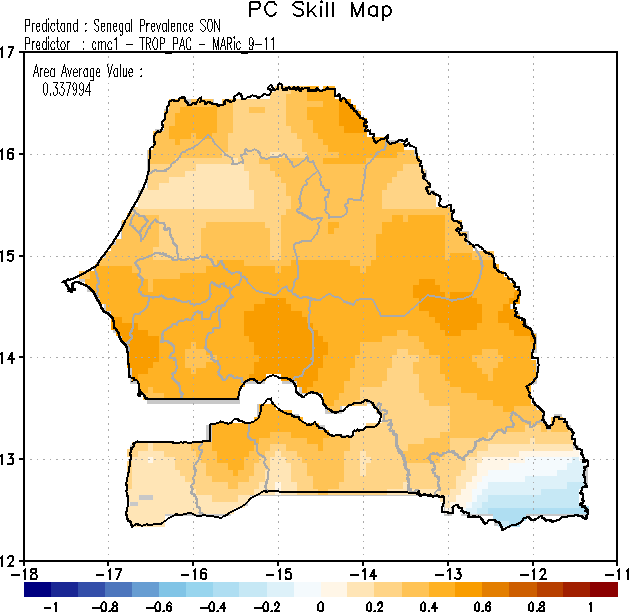 PC Skill Map
Predictand : Senegal Prevalence SON
Predictor : cmc1 - TROP_PAC - MARic_9-11
Area Average Value :
0.337994
17
16
15
14
13
12
-18 -17 -16 -15 -14 -13 -12 -11
-1 -0.8 -0.6 -0.4 -0.2 0 0.2 0.4 0.6 0.8 1